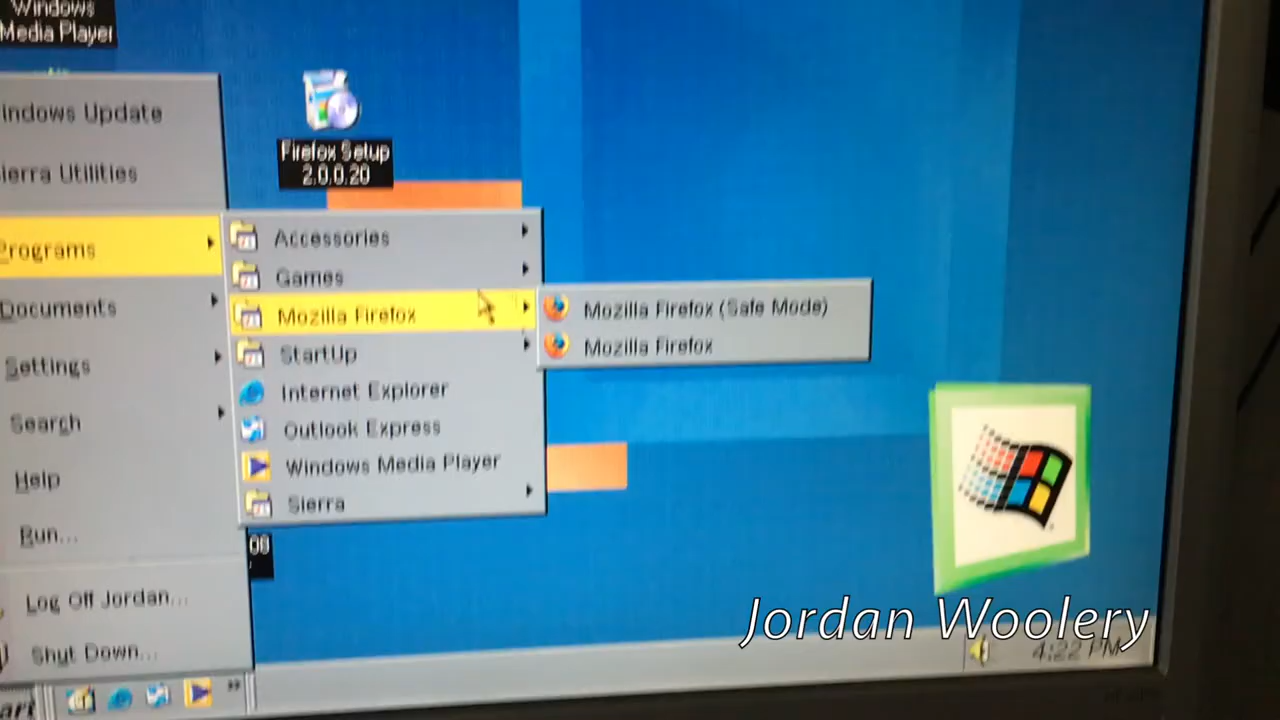 Windows
Media Player
indows Update
ierra Utilities
Programs
Documents
Settings
Search
Help
Run...
Log Off Jordan...
Shut Down...
Firefox Setup
2.0.0.20
Accessories
Games
Mozilla Firefox
StartUp
Internet Explorer
Outlook Express
Windows Media Player
Sierra
Mozilla Firefox (Safe Mode)
Mozilla Firefox
Jordan Woolery
4:22 PM
art